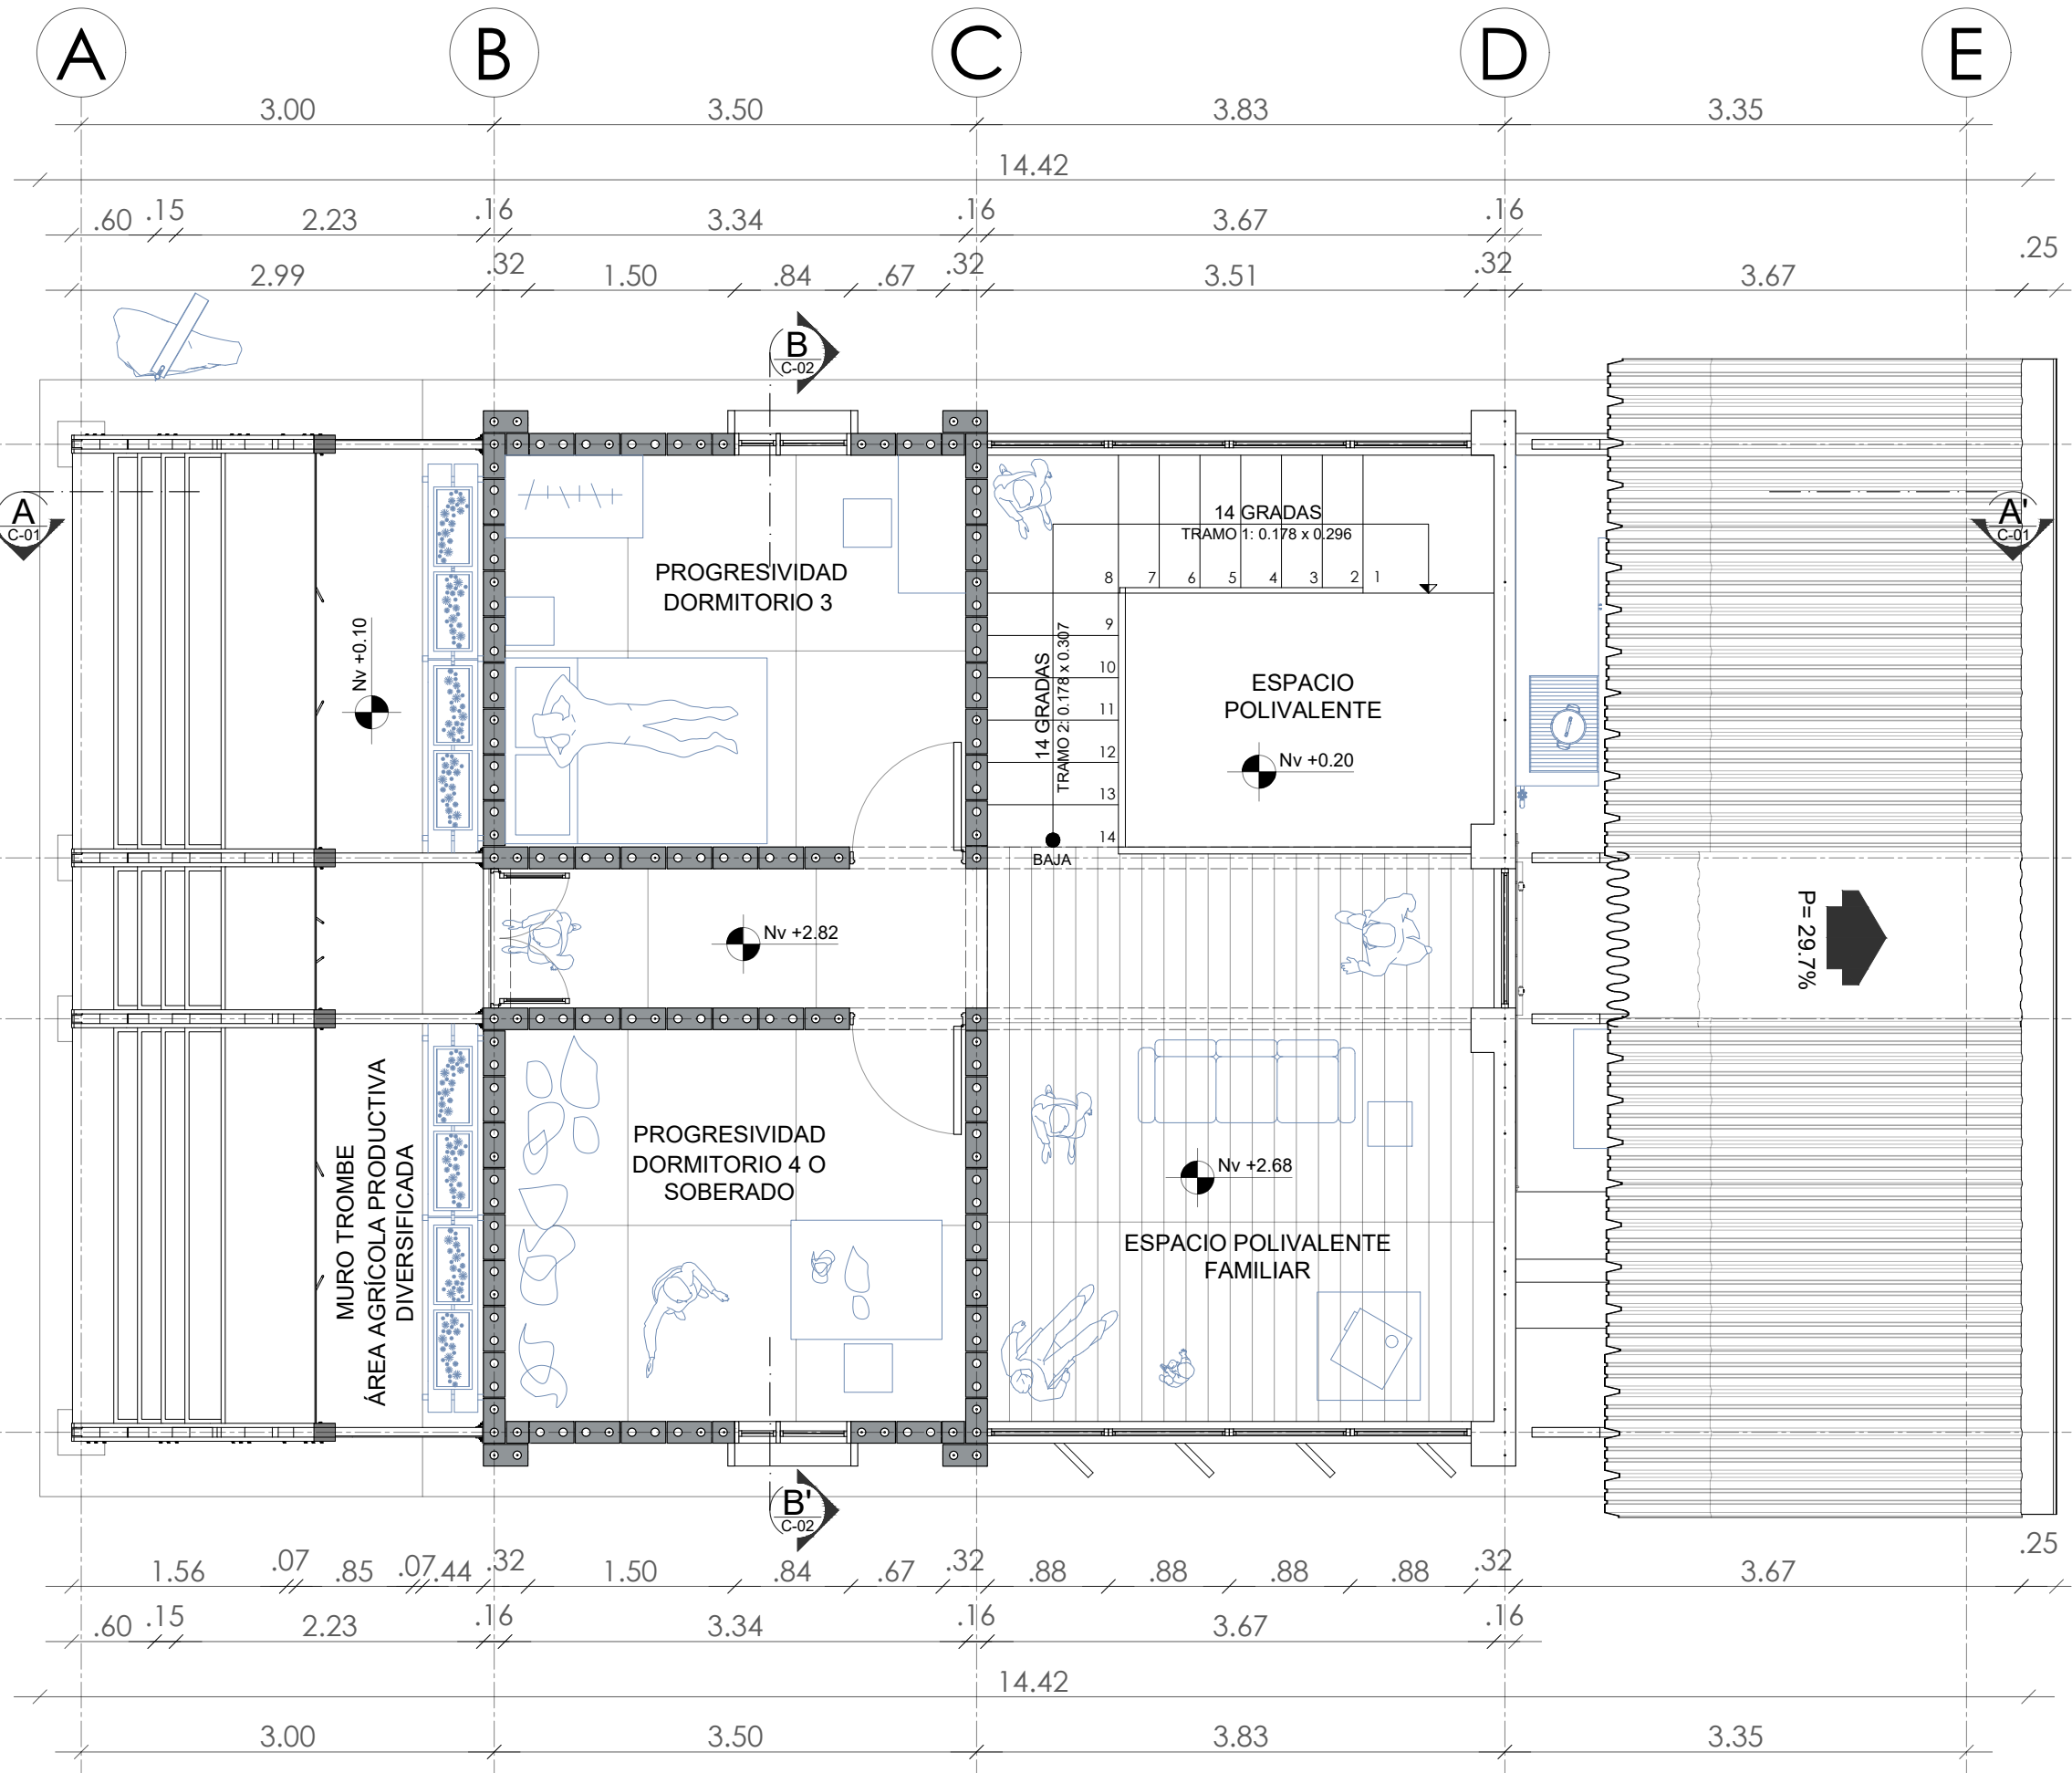 A B C D E
3.00 3.50 3.83 3.35
14.42
.60 .15 2.23 .16 3.34 .16 3.67 .16
2.99 .32 1.50 .84 .67 .32 3.51 .32 3.67 .25
B
C-02
A
C-01
A'
C-01
14 GRADAS
TRAMO 1: 0.178 x 0.296
8 7 6 5 4 3 2 1
PROGRESIVIDAD
DORMITORIO 3
Nv +0.10
9
10
11
12
13
14
14 GRADAS
TRAMO 2: 0.178 x 0.307
BAJA
ESPACIO
POLIVALENTE
Nv +0.20
Nv +2.82
P= 29.7%
MURO TROMBE
ÁREA AGRÍCOLA PRODUCTIVA
DIVERSIFICADA
PROGRESIVIDAD
DORMITORIO 4 O
SOBERADO
Nv +2.68
ESPACIO POLIVALENTE
FAMILIAR
B'
C-02
1.56 .07 .85 .07 .44 .32 1.50 .84 .67 .32 .88 .88 .88 .88 .32 3.67 .25
.60 .15 2.23 .16 3.34 .16 3.67 .16
14.42
3.00 3.50 3.83 3.35